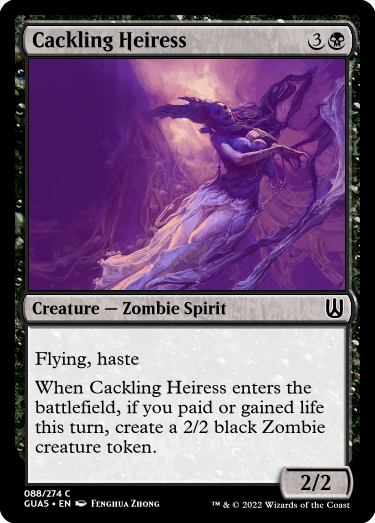 Cackling Heiress 3
Creature — Zombie Spirit
Flying, haste
When Cackling Heiress enters the
battlefield, if you paid or gained life
this turn, create a 2/2 black Zombie
creature token.
2/2
088/274 C
GUA5 • EN Fenghua Zhong
™ & © 2022 Wizards of the Coast